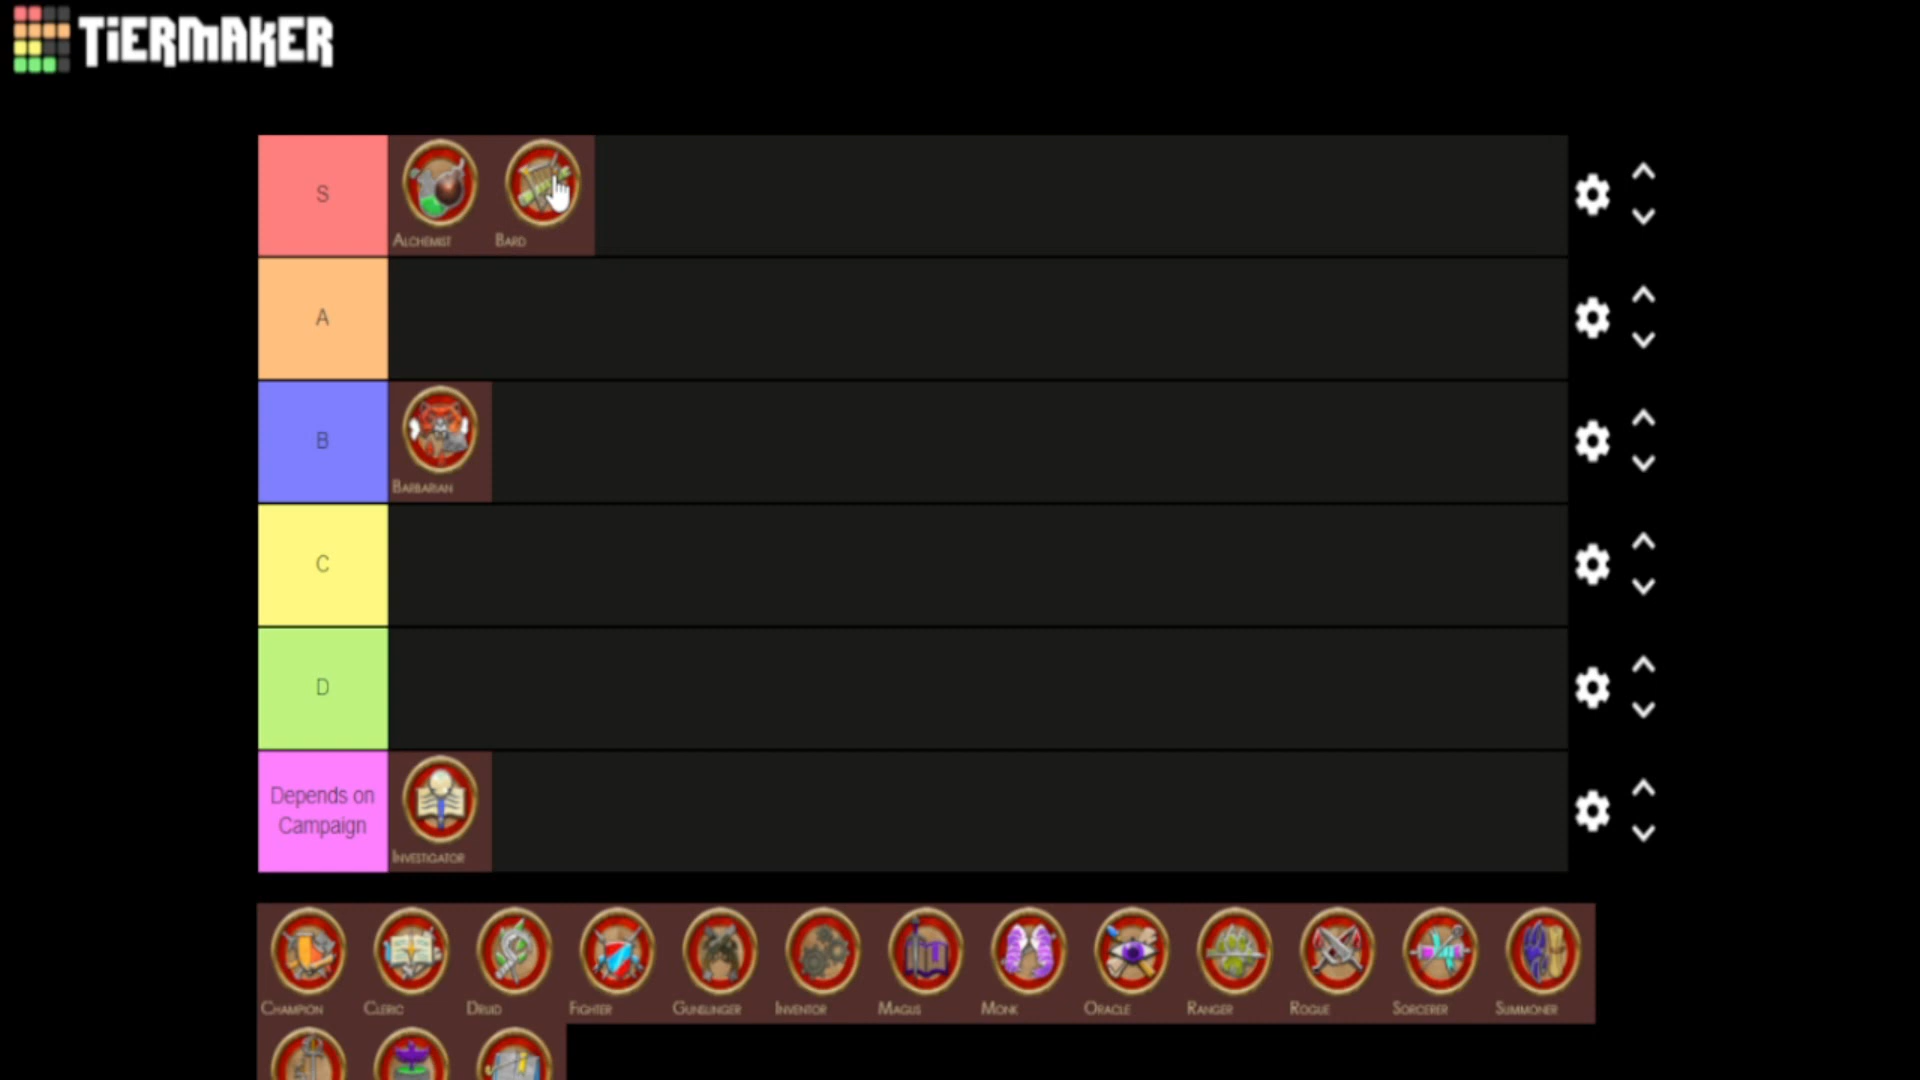 TiERMAKER
S
ALCHEMIST BARD
A
B
BARBARIAN
C
D
Depends on
Campaign
INVESTIGATOR
CHAMPION CLERIC DRUID FIGHTER GUNSLINGER INVENTOR MAGUS MONK ORACLE RANGER ROGUE SORCERER SUMMONER